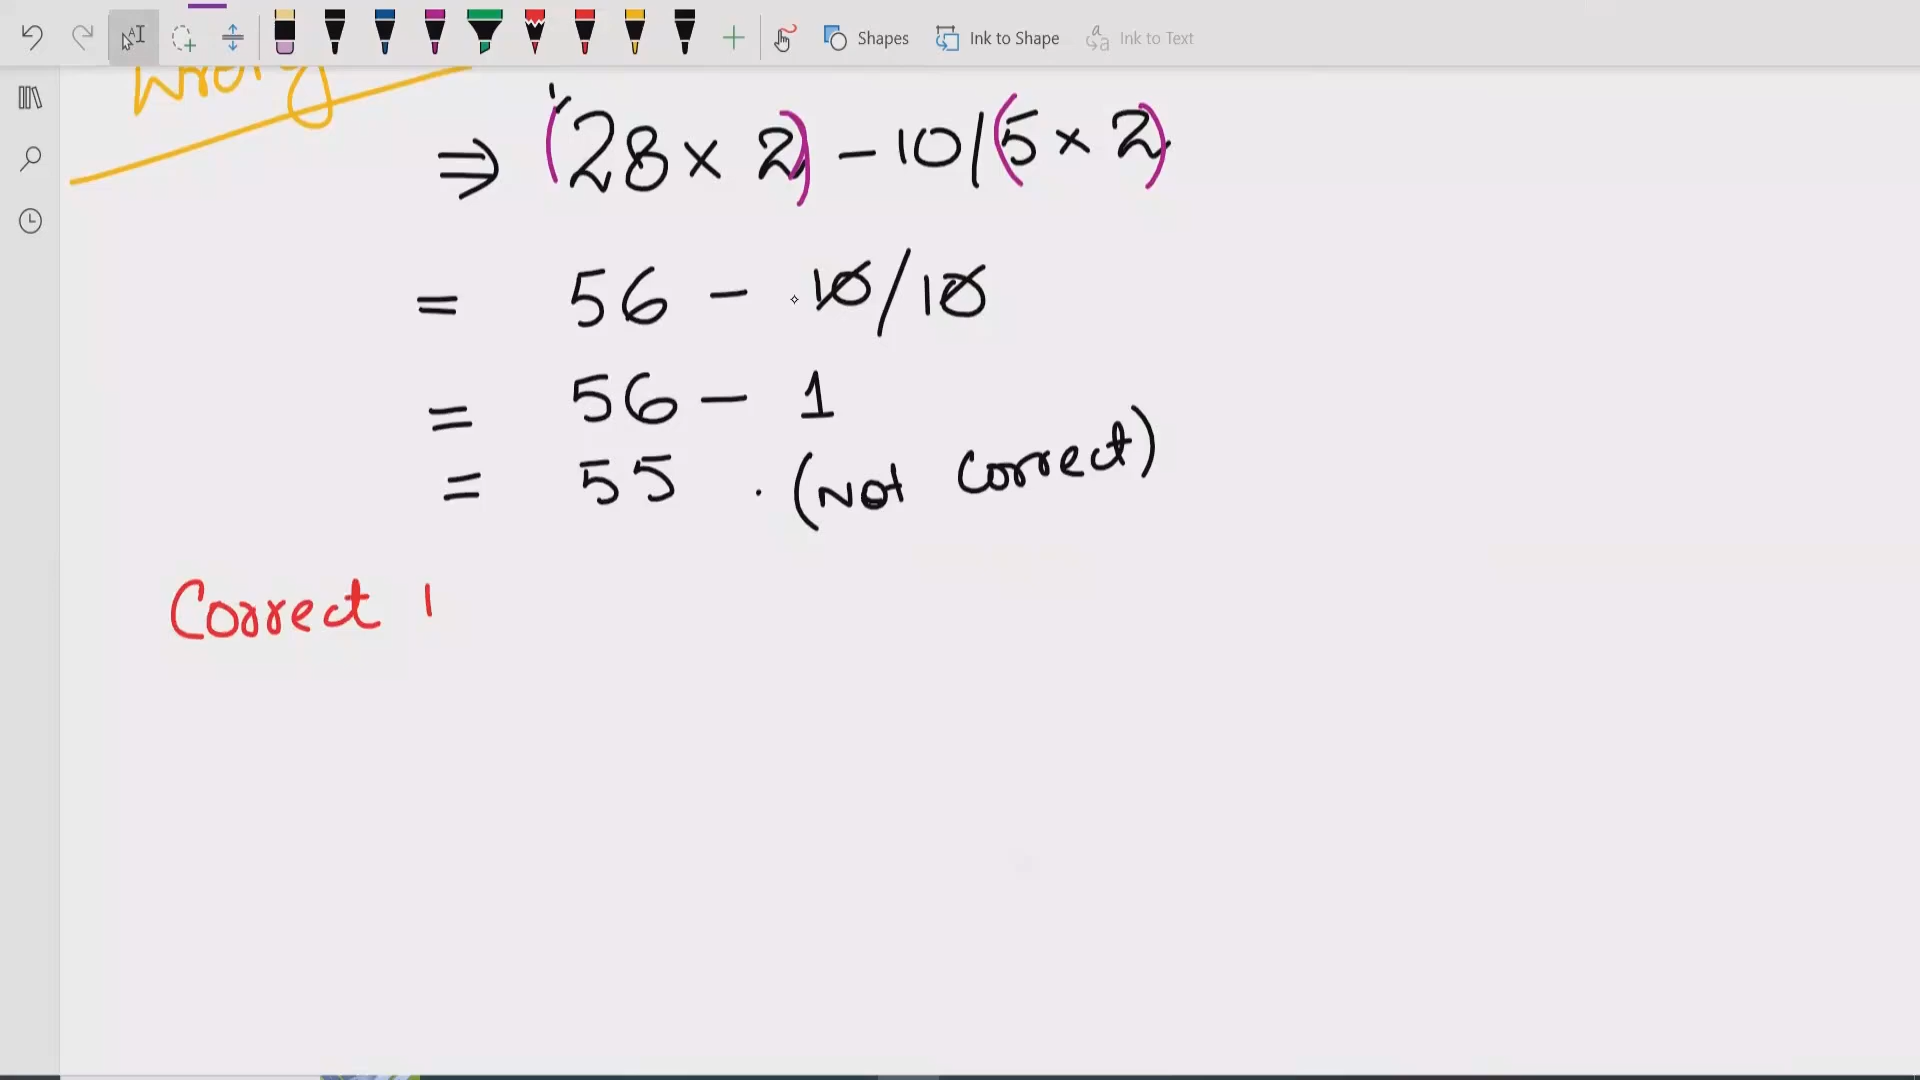 Shapes Ink to Shape Ink to Text
Wrong
⇒ (28 × 2) - 10/(5 × 2)
= 56 - 10/10
= 56 - 1
= 55 . (Not Correct)
Correct